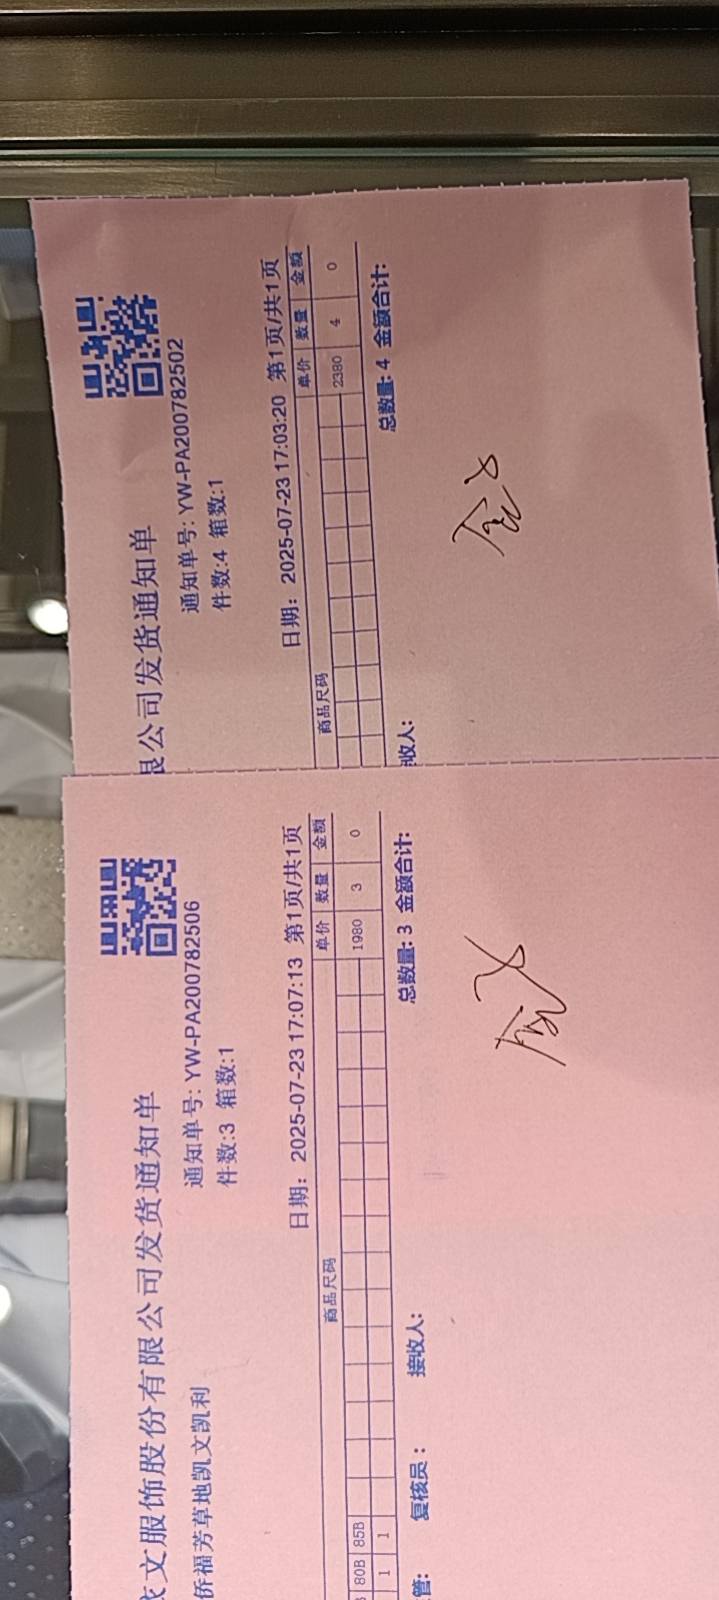 限公司发货通知单
通知单号: YW-PA200782502
件数:4 箱数:1
日期: 2025-07-23 17:03:20 第1页/共1页
商品尺码 单价 数量 金额
2380 4 0
总数量: 4 金额合计:
收人:
文服饰股份有限公司发货通知单
侨福芳草地凯文凯利
通知单号: YW-PA200782506
件数:3 箱数:1
日期: 2025-07-23 17:07:13 第1页/共1页
商品尺码 单价 数量 金额
80B 85B 1980 3 0
1 1
总数量: 3 金额合计:
管: 复核员: 接收人: